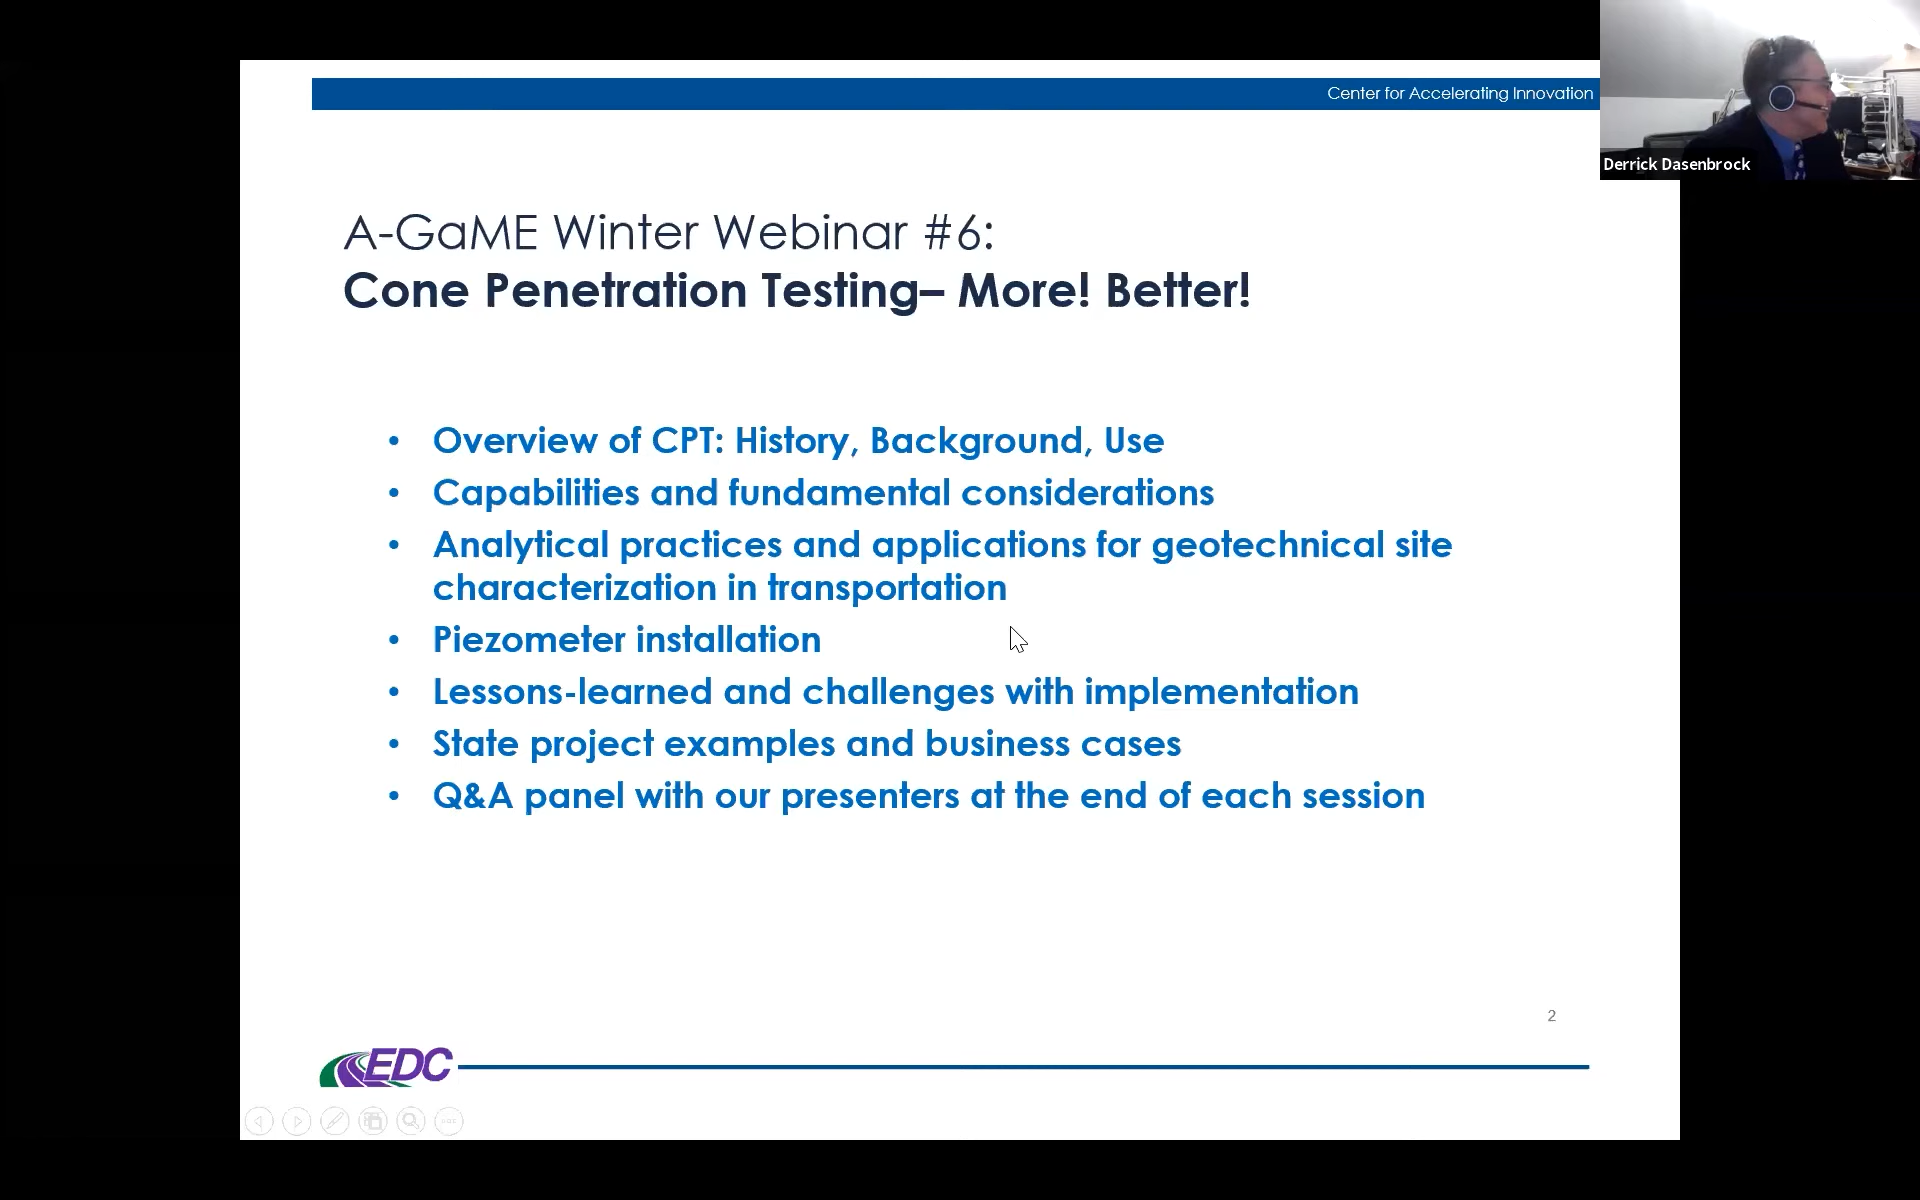 Center for Accelerating Innovation
Derrick Dasenbrock
A-GaME Winter Webinar #6:
Cone Penetration Testing– More! Better!
• Overview of CPT: History, Background, Use
• Capabilities and fundamental considerations
• Analytical practices and applications for geotechnical site
characterization in transportation
• Piezometer installation
• Lessons-learned and challenges with implementation
• State project examples and business cases
• Q&A panel with our presenters at the end of each session
2
EDC